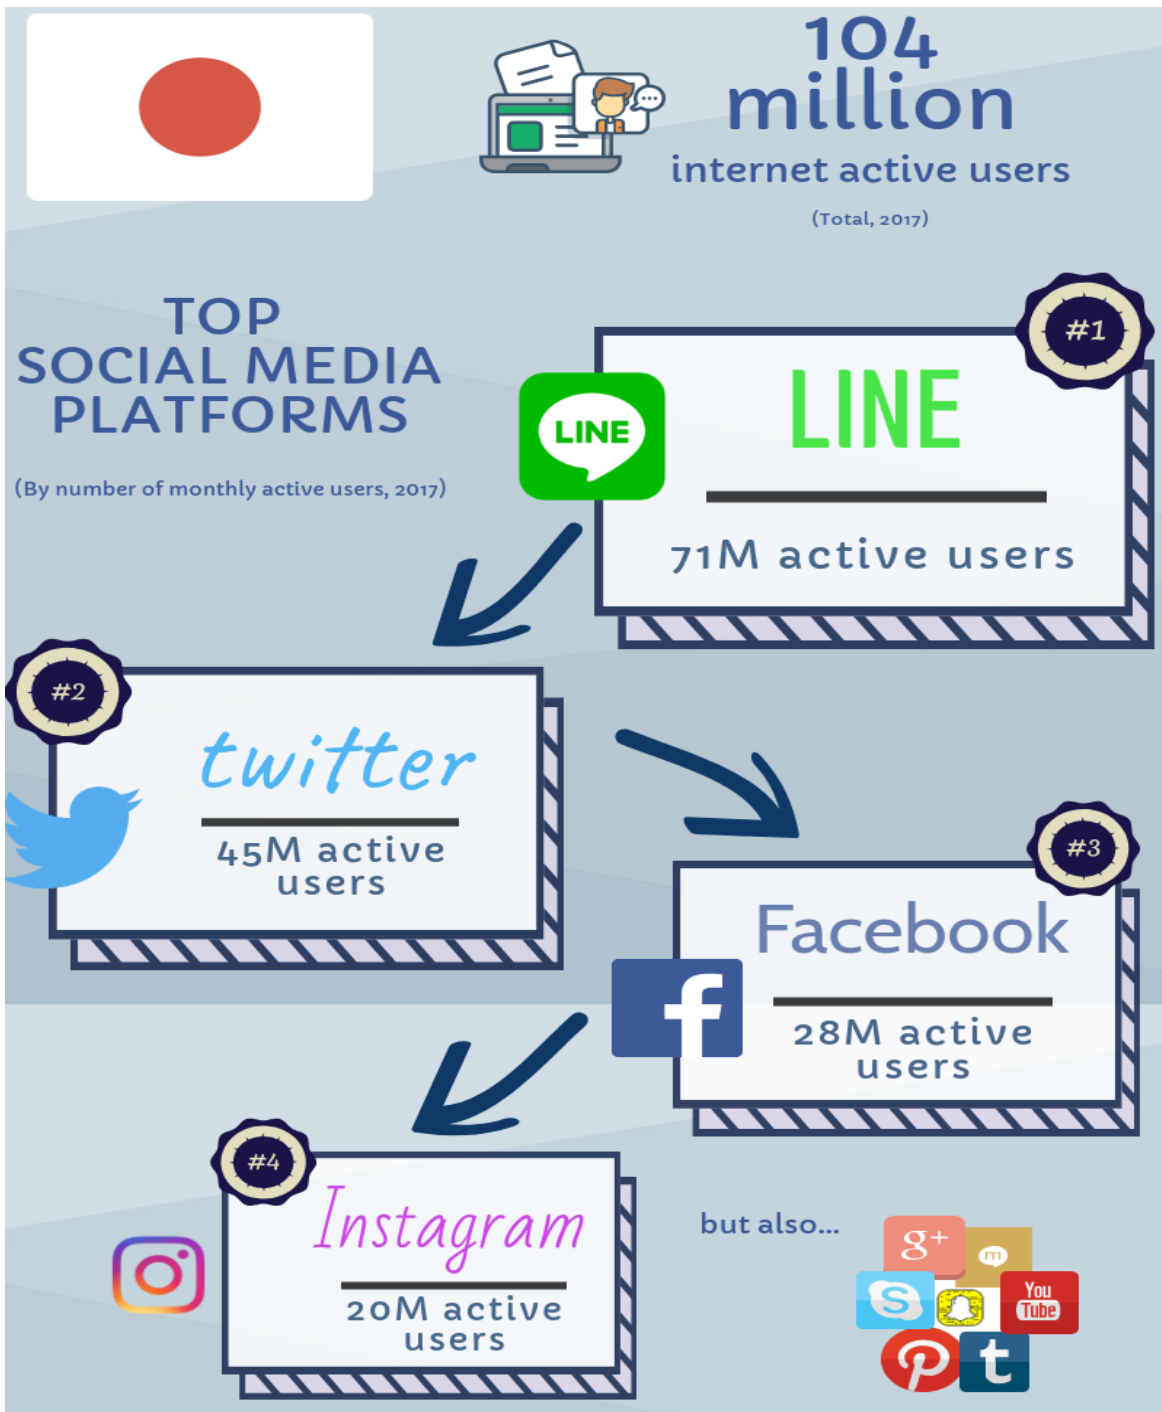 104
million
internet active users
(Total, 2017)
TOP
SOCIAL MEDIA
PLATFORMS
(By number of monthly active users, 2017)
#1
LINE
LINE
71M active users
#2
twitter
45M active
users
#3
Facebook
f
28M active
users
#4
Instagram
20M active
users
but also...
g+
m
S
You
Tube
P
t